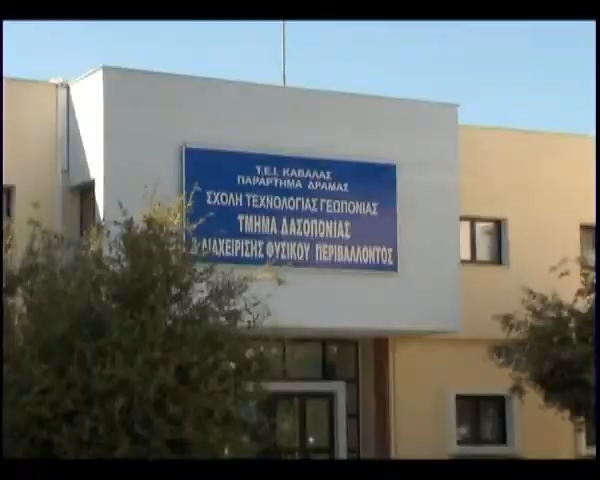 Τ.Ε.Ι. ΚΑΒΑΛΑΣ
ΠΑΡΑΡΤΗΜΑ ΔΡΑΜΑΣ
ΣΧΟΛΗ ΤΕΧΝΟΛΟΓΙΑΣ ΓΕΩΠΟΝΙΑΣ
ΤΜΗΜΑ ΔΑΣΟΠΟΝΙΑΣ
& ΔΙΑΧΕΙΡΙΣΗΣ ΦΥΣΙΚΟΥ ΠΕΡΙΒΑΛΛΟΝΤΟΣ